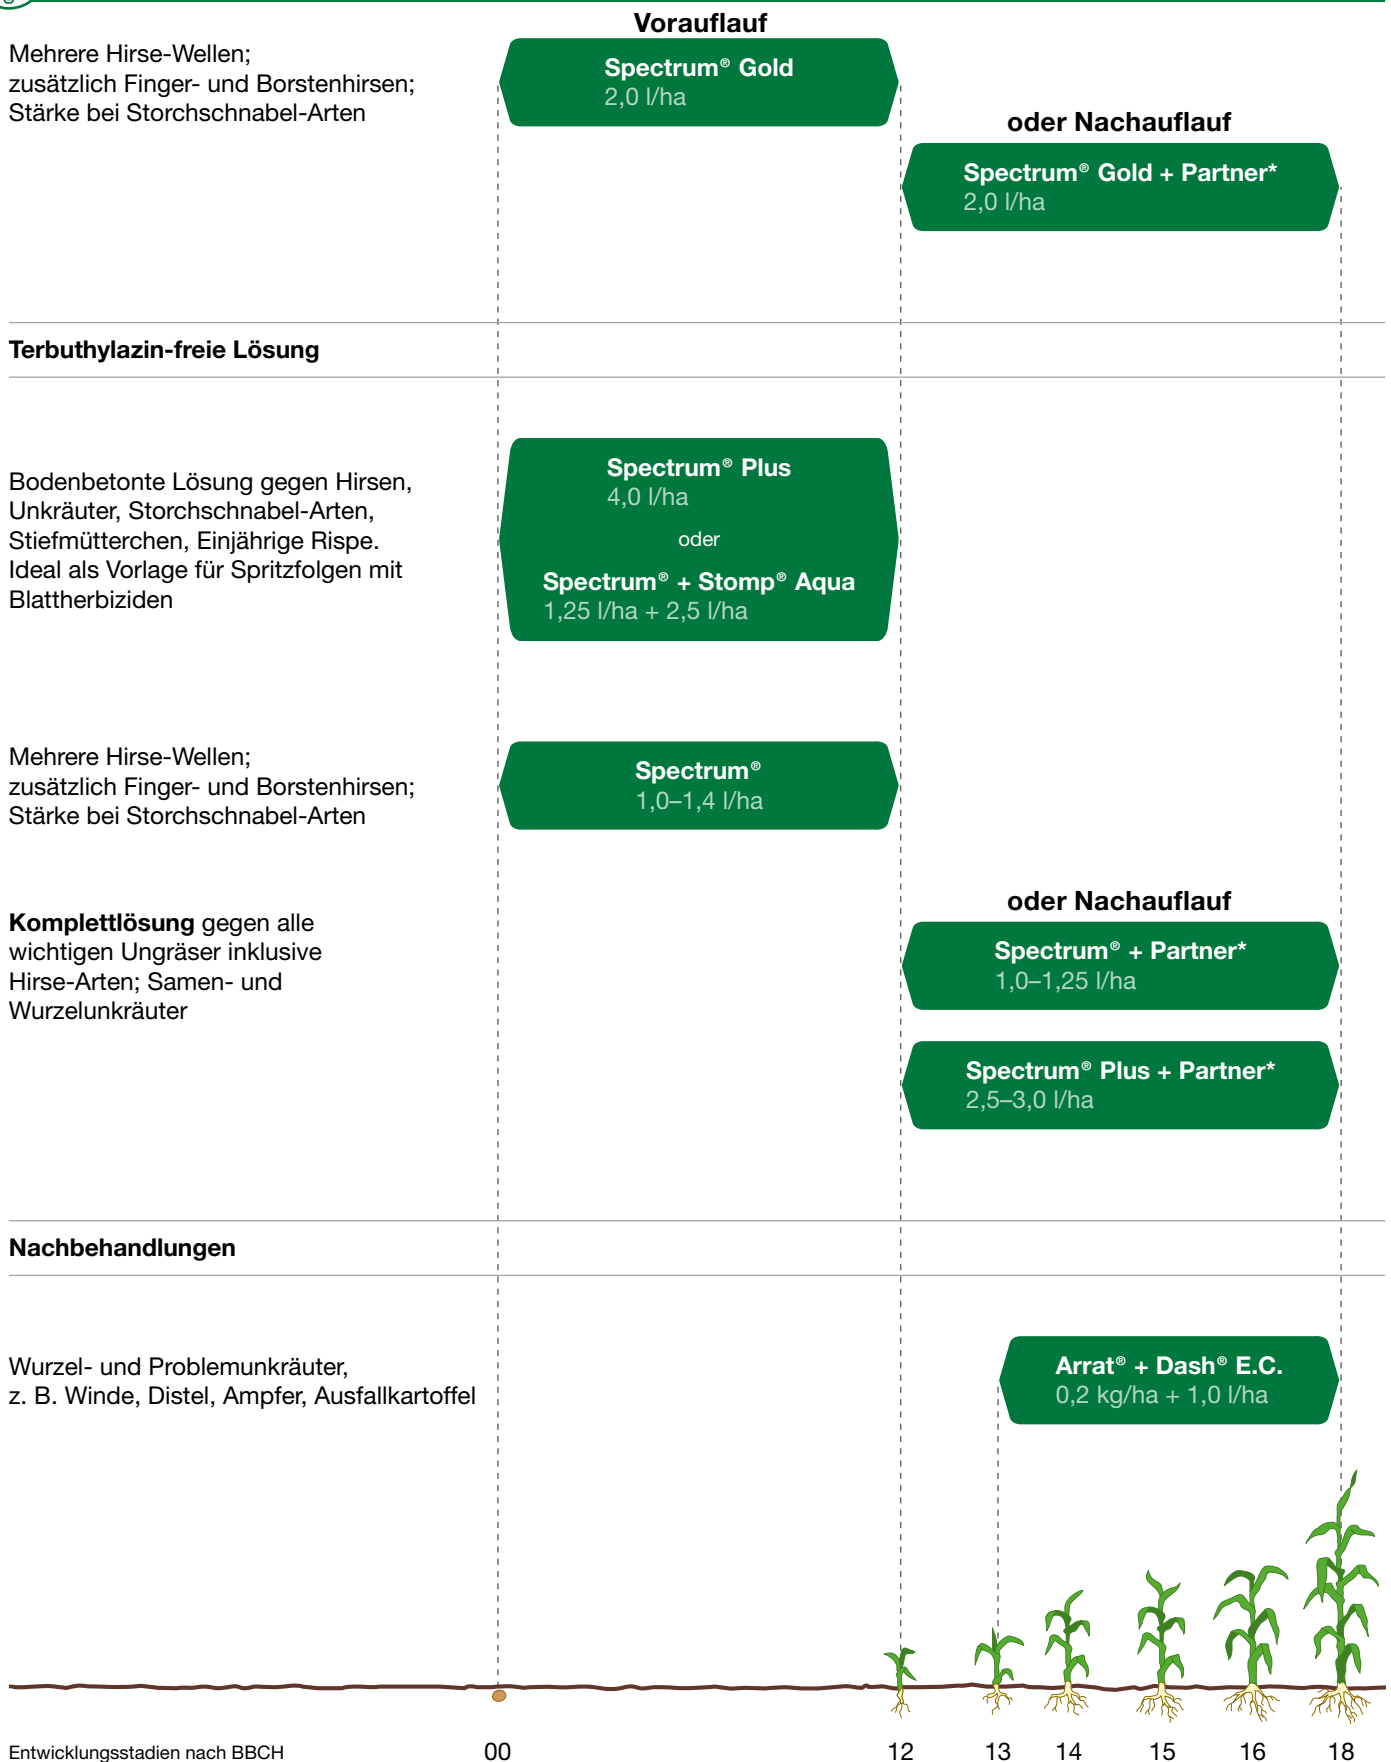 Vorauflauf
Mehrere Hirse-Wellen;
zusätzlich Finger- und Borstenhirsen;
Stärke bei Storchschnabel-Arten
Spectrum® Gold
2,0 l/ha
oder Nachauflauf
Spectrum® Gold + Partner*
2,0 l/ha
Terbuthylazin-freie Lösung
Bodenbetonte Lösung gegen Hirsen,
Unkräuter, Storchschnabel-Arten,
Stiefmütterchen, Einjährige Rispe.
Ideal als Vorlage für Spritzfolgen mit
Blattherbiziden
Spectrum® Plus
4,0 l/ha
oder
Spectrum® + Stomp® Aqua
1,25 l/ha + 2,5 l/ha
Mehrere Hirse-Wellen;
zusätzlich Finger- und Borstenhirsen;
Stärke bei Storchschnabel-Arten
Spectrum®
1,0–1,4 l/ha
Komplettlösung gegen alle
wichtigen Ungräser inklusive
Hirse-Arten; Samen- und
Wurzelunkräuter
oder Nachauflauf
Spectrum® + Partner*
1,0–1,25 l/ha
Spectrum® Plus + Partner*
2,5–3,0 l/ha
Nachbehandlungen
Wurzel- und Problemunkräuter,
z. B. Winde, Distel, Ampfer, Ausfallkartoffel
Arrat® + Dash® E.C.
0,2 kg/ha + 1,0 l/ha
Entwicklungsstadien nach BBCH 00 12 13 14 15 16 18